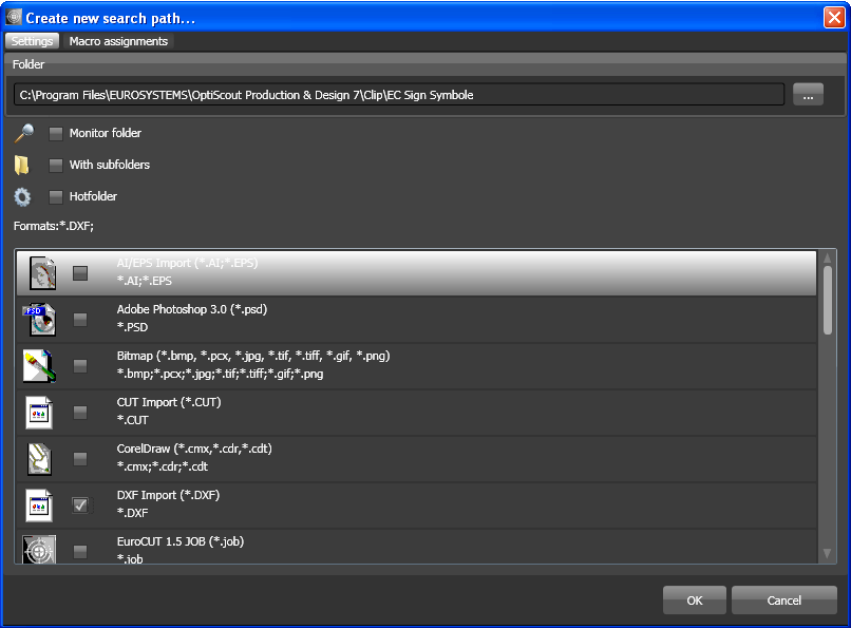 Create new search path...
Settings Macro assignments
Folder
C:\Program Files\EUROSYSTEMS\OptiScout Production & Design 7\Clip\EC Sign Symbole ...
Monitor folder
With subfolders
Hotfolder
Formats:*.DXF;
AI/EPS Import (*.AI;*.EPS)
*.AI;*.EPS
PSD
Adobe Photoshop 3.0 (*.psd)
*.PSD
Bitmap (*.bmp, *.pcx, *.jpg, *.tif, *.tiff, *.gif, *.png)
*.bmp;*.pcx;*.jpg;*.tif;*.tiff;*.gif;*.png
CUT Import (*.CUT)
*.CUT
CorelDraw (*.cmx,*.cdr,*.cdt)
*.cmx;*.cdr;*.cdt
DXF Import (*.DXF)
*.DXF
EuroCUT 1.5 JOB (*.job)
*.job
OK Cancel